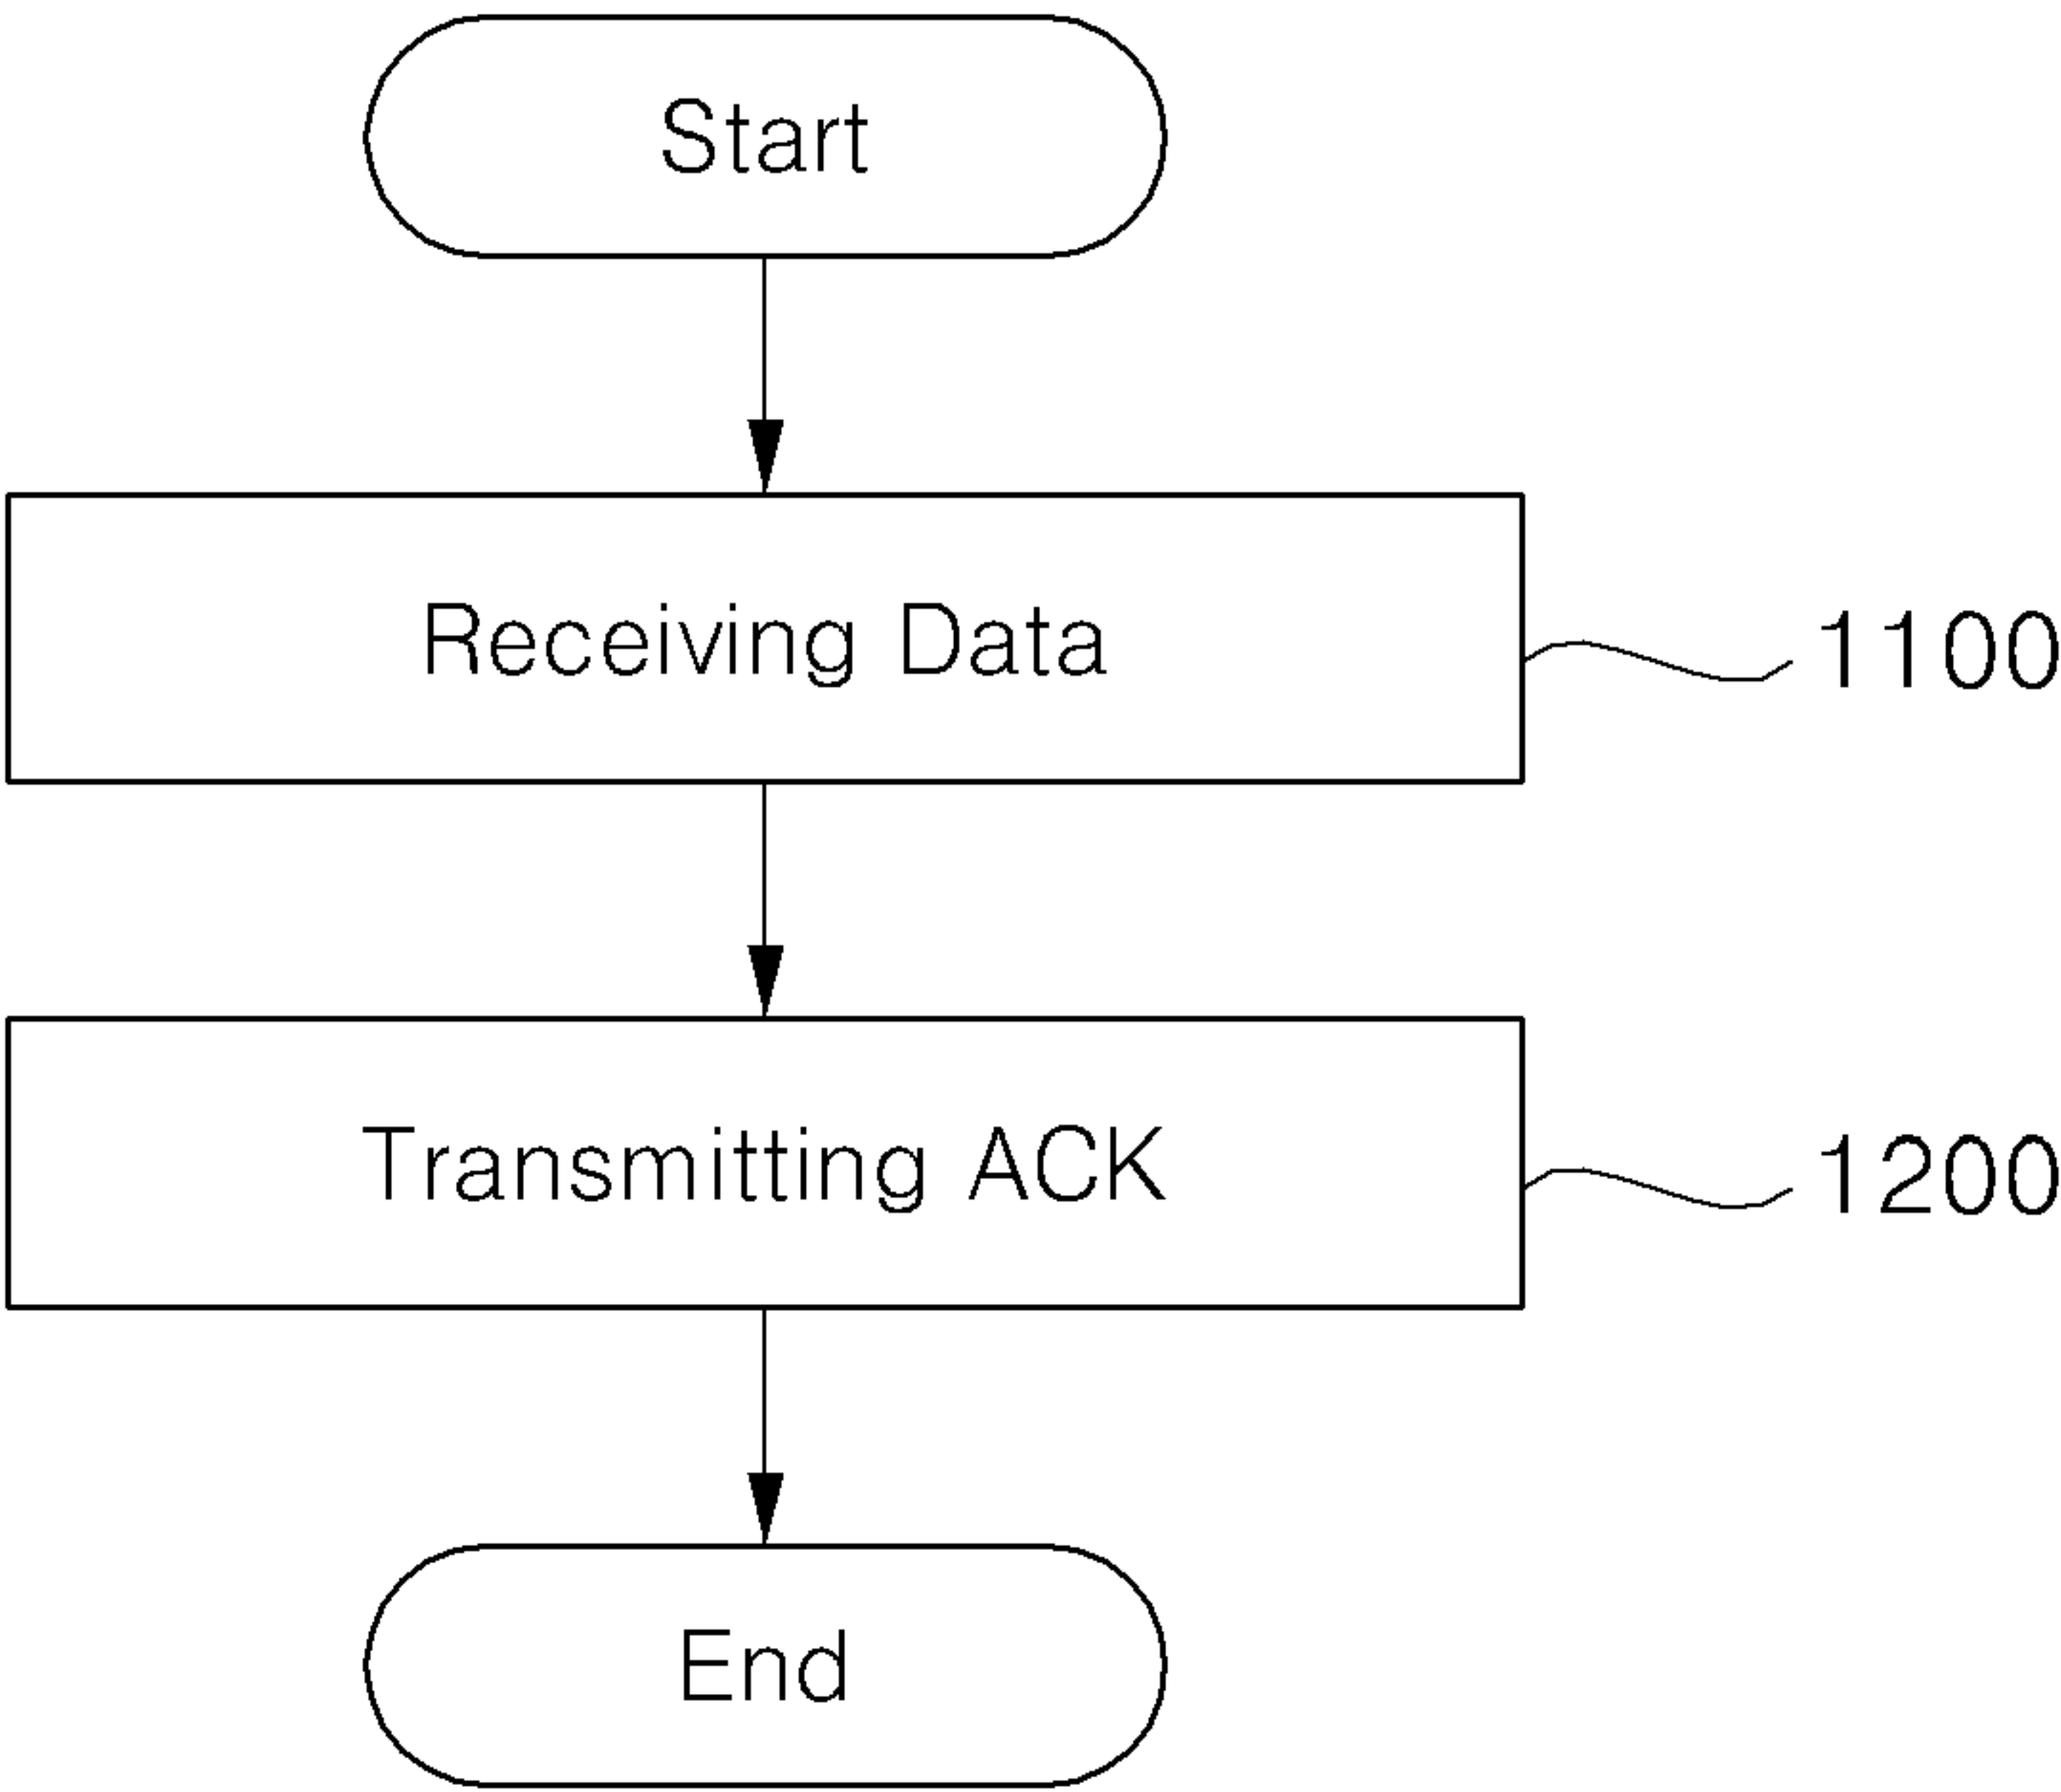 Start
Receiving Data
1100
Transmitting ACK
1200
End